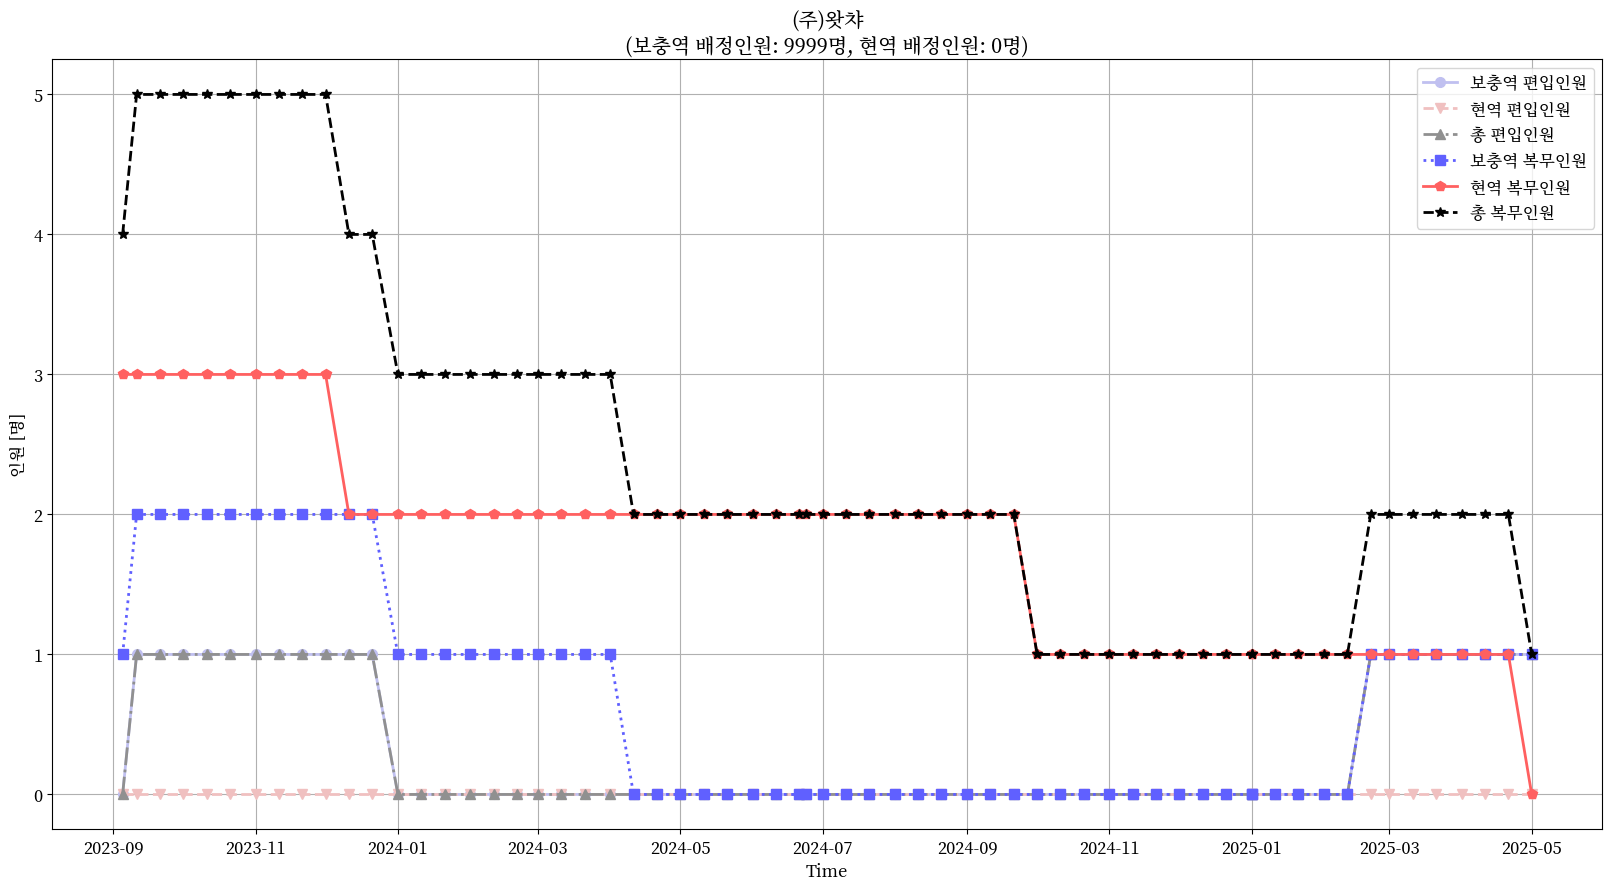 (주)왓챠
(보충역 배정인원: 9999명, 현역 배정인원: 0명)
보충역 편입인원
현역 편입인원
총 편입인원
보충역 복무인원
현역 복무인원
총 복무인원
인원 [명]
5
4
3
2
1
0
2023-09
2023-11
2024-01
2024-03
2024-05
2024-07
2024-09
2024-11
2025-01
2025-03
2025-05
Time